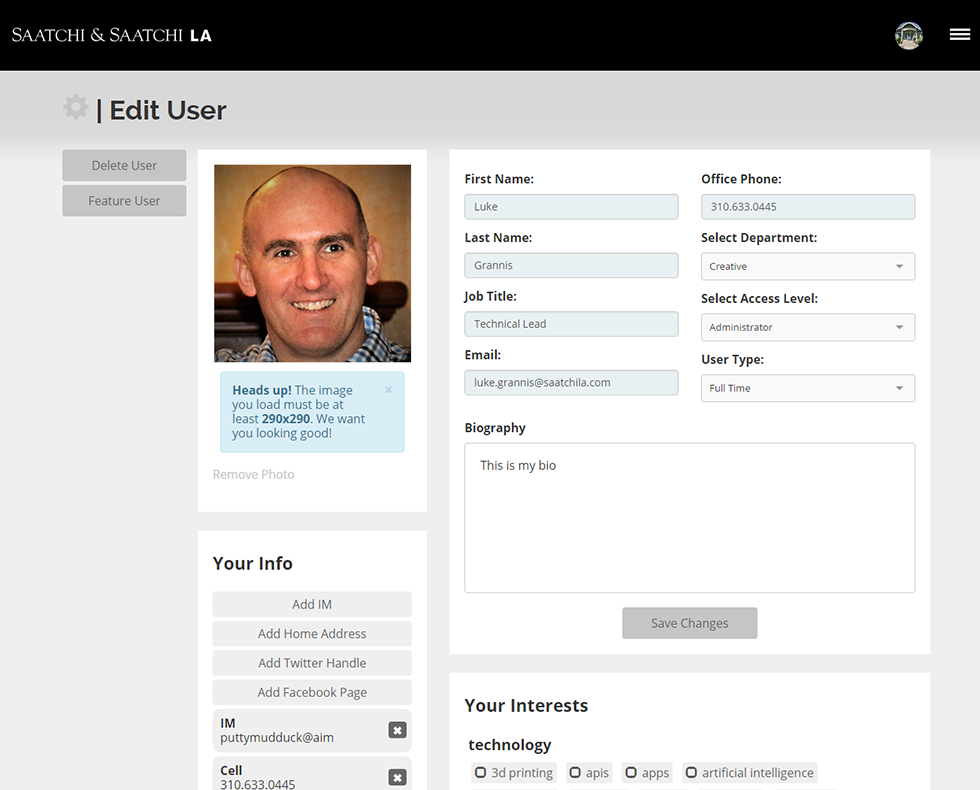 SAATCHI & SAATCHI LA
| Edit User
Delete User
Feature User
Heads up! The image
you load must be at
least 290x290. We want
you looking good!
×
Remove Photo
First Name:
Luke
Last Name:
Grannis
Job Title:
Technical Lead
Email:
luke.grannis@saatchila.com
Office Phone:
310.633.0445
Select Department:
Creative
Select Access Level:
Administrator
User Type:
Full Time
Biography
This is my bio
Save Changes
Your Info
Add IM
Add Home Address
Add Twitter Handle
Add Facebook Page
IM
puttymudduck@aim
Cell
310.633.0445
Your Interests
technology
3d printing
apis
apps
artificial intelligence